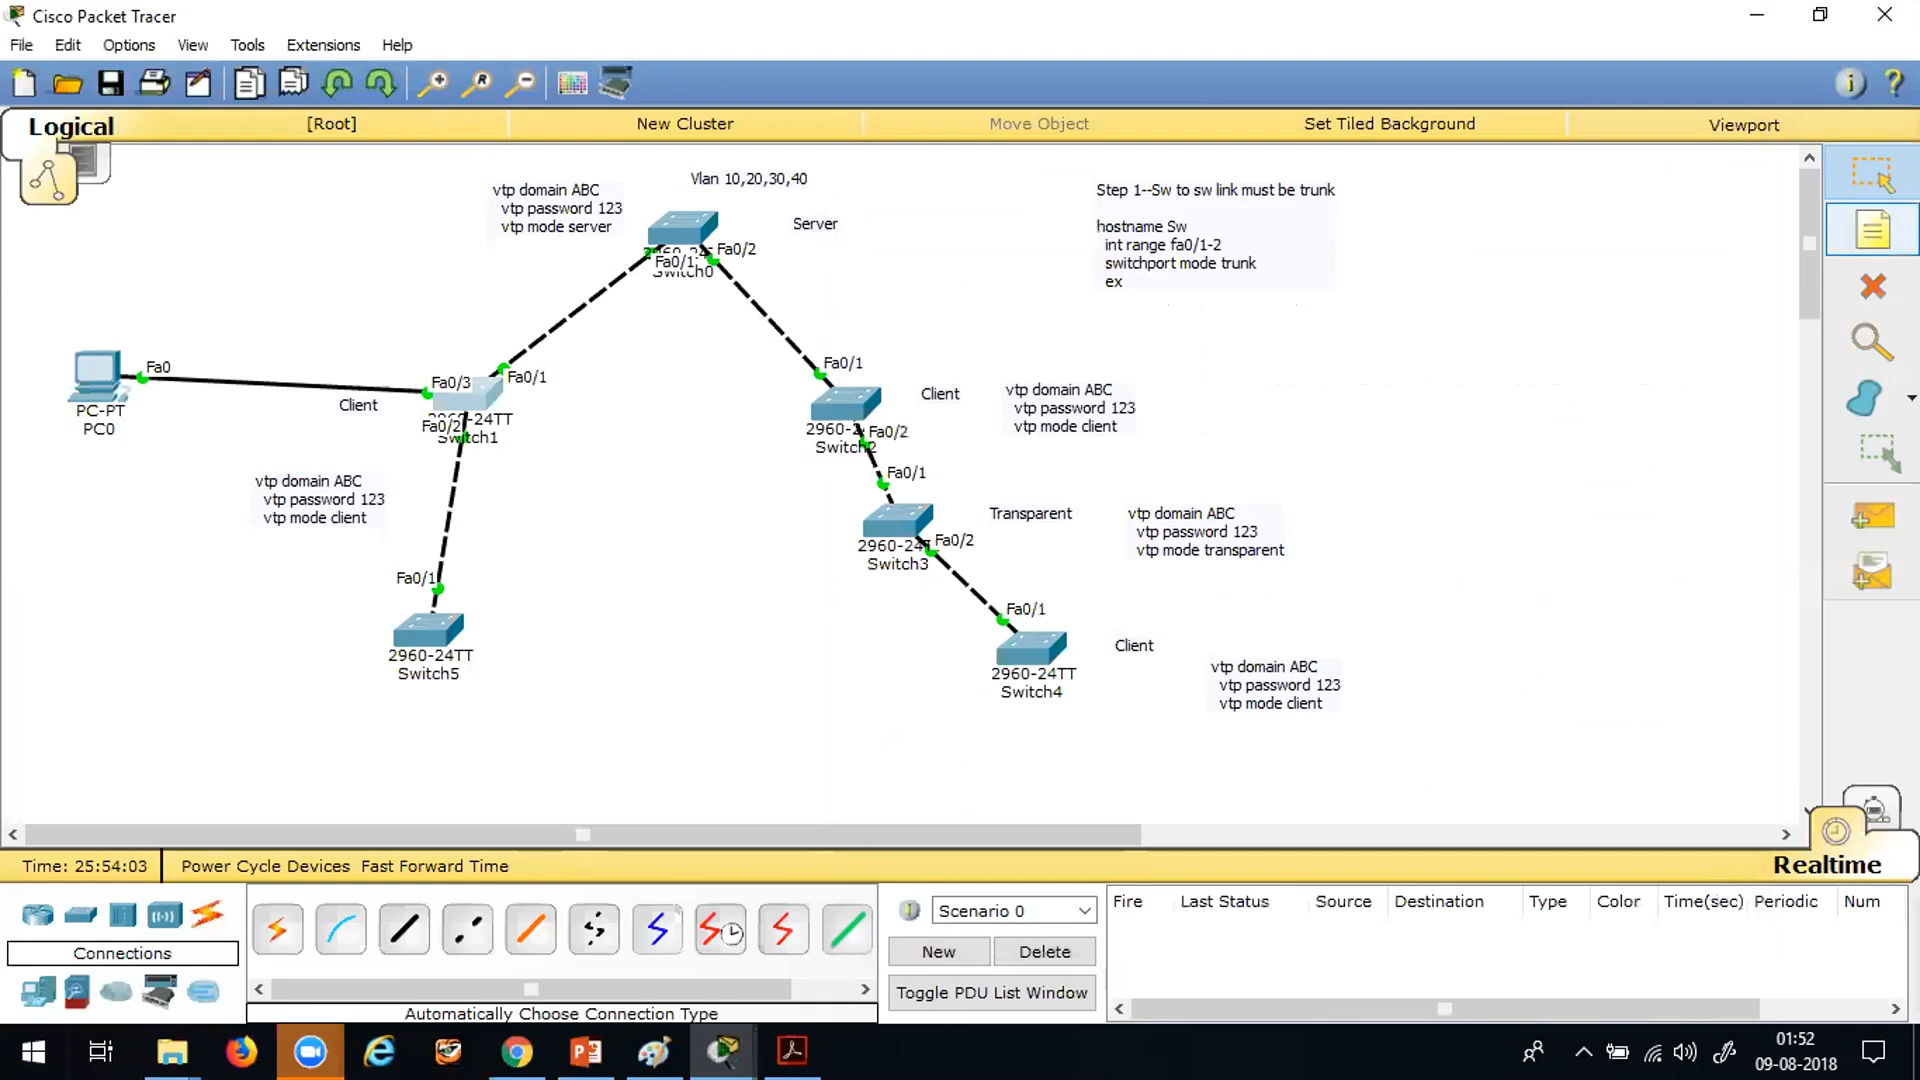 Cisco Packet Tracer
File Edit Options View Tools Extensions Help
Logical [Root] New Cluster Move Object Set Tiled Background Viewport
Vlan 10,20,30,40
vtp domain ABC
vtp password 123
vtp mode server
Server
Step 1--Sw to sw link must be trunk
hostname Sw
int range fa0/1-2
switchport mode trunk
ex
Fa0/2
Fa0/1
Switch0
Fa0
PC-PT
PC0
Client
Fa0/3
Fa0/1
2960-24TT
Fa0/2
Switch1
Fa0/1
Client
vtp domain ABC
vtp password 123
vtp mode client
Fa0/2
Switch2
vtp domain ABC
vtp password 123
vtp mode client
Fa0/1
Transparent
vtp domain ABC
vtp password 123
vtp mode transparent
Fa0/2
Switch3
Fa0/1
2960-24TT
Switch5
Fa0/1
Client
2960-24TT
Switch4
vtp domain ABC
vtp password 123
vtp mode client
Time: 25:54:03 Power Cycle Devices Fast Forward Time Realtime
Connections
Automatically Choose Connection Type
Scenario 0
New Delete
Toggle PDU List Window
Fire Last Status Source Destination Type Color Time(sec) Periodic Num
01:52
09-08-2018